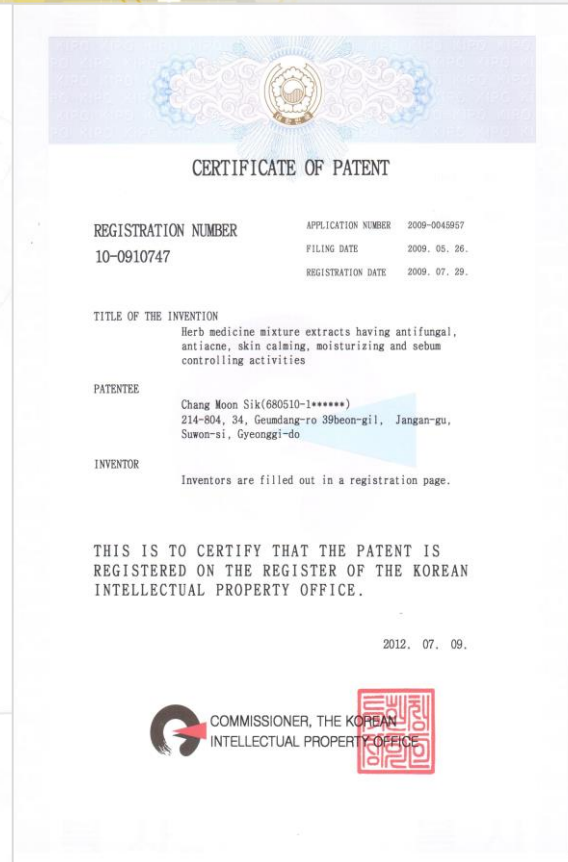 CERTIFICATE OF PATENT
REGISTRATION NUMBER
10-0910747
APPLICATION NUMBER 2009-0045957
FILING DATE 2009. 05. 26.
REGISTRATION DATE 2009. 07. 29.
TITLE OF THE INVENTION
Herb medicine mixture extracts having antifungal,
antiacne, skin calming, moisturizing and sebum
controlling activities
PATENTEE
Chang Moon Sik(680510-1******)
214-804, 34, Geumdang-ro 39beon-gil, Jangan-gu,
Suwon-si, Gyeonggi-do
INVENTOR
Inventors are filled out in a registration page.
THIS IS TO CERTIFY THAT THE PATENT IS
REGISTERED ON THE REGISTER OF THE KOREAN
INTELLECTUAL PROPERTY OFFICE.
2012. 07. 09.
COMMISSIONER, THE KOREAN
INTELLECTUAL PROPERTY OFFICE